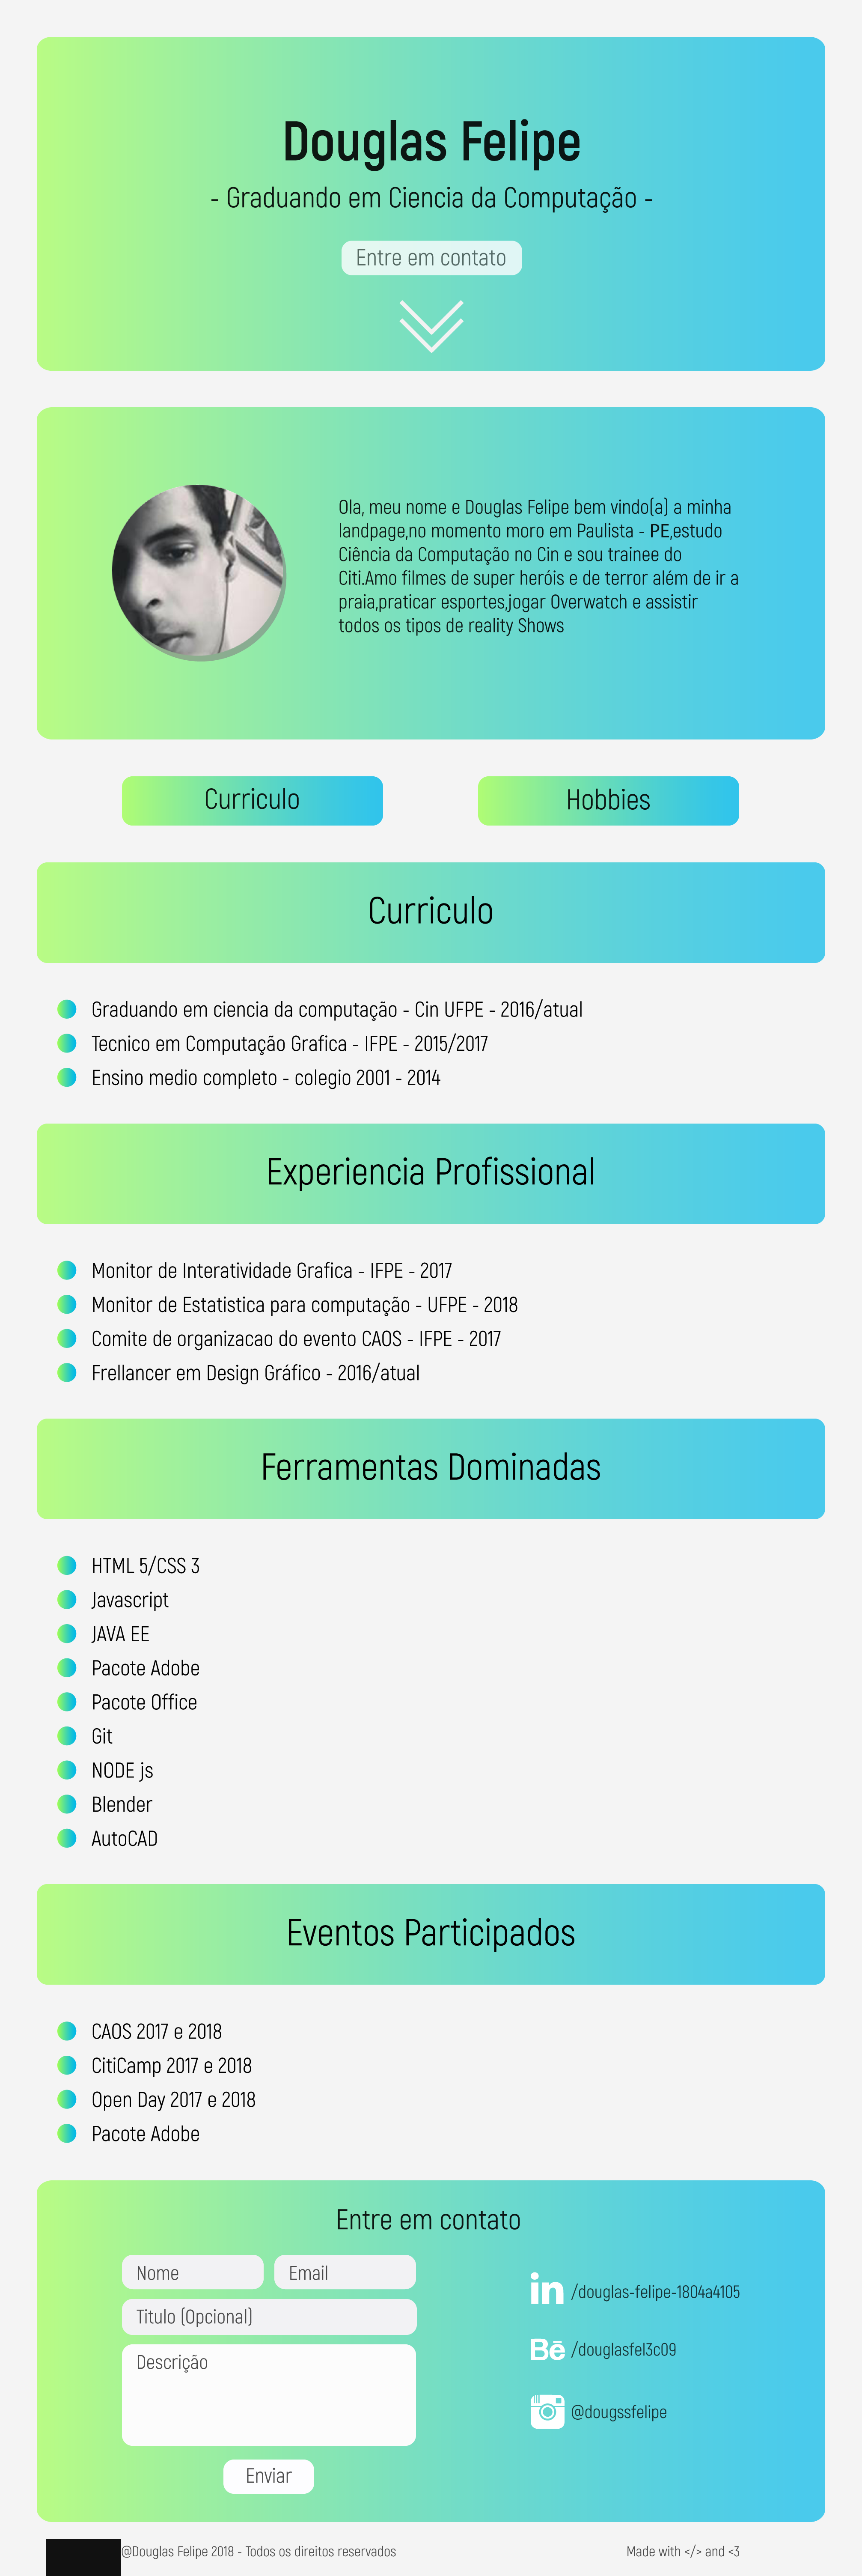 Douglas Felipe
- Graduando em Ciencia da Computação -
Entre em contato
Ola, meu nome e Douglas Felipe bem vindo(a) a minha
landpage,no momento moro em Paulista - PE,estudo
Ciência da Computação no Cin e sou trainee do
Citi.Amo filmes de super heróis e de terror além de ir a
praia,praticar esportes,jogar Overwatch e assistir
todos os tipos de reality Shows
Curriculo
Hobbies
Curriculo
Graduando em ciencia da computação - Cin UFPE - 2016/atual
Tecnico em Computação Grafica - IFPE - 2015/2017
Ensino medio completo - colegio 2001 - 2014
Experiencia Profissional
Monitor de Interatividade Grafica - IFPE - 2017
Monitor de Estatistica para computação - UFPE - 2018
Comite de organizacao do evento CAOS - IFPE - 2017
Frellancer em Design Gráfico - 2016/atual
Ferramentas Dominadas
HTML 5/CSS 3
Javascript
JAVA EE
Pacote Adobe
Pacote Office
Git
NODE js
Blender
AutoCAD
Eventos Participados
CAOS 2017 e 2018
CitiCamp 2017 e 2018
Open Day 2017 e 2018
Pacote Adobe
Entre em contato
Nome
Email
Titulo (Opcional)
Descrição
Enviar
in /douglas-felipe-1804a4105
Bē /douglasfel3c09
@dougssfelipe
@Douglas Felipe 2018 - Todos os direitos reservados
Made with </> and <3